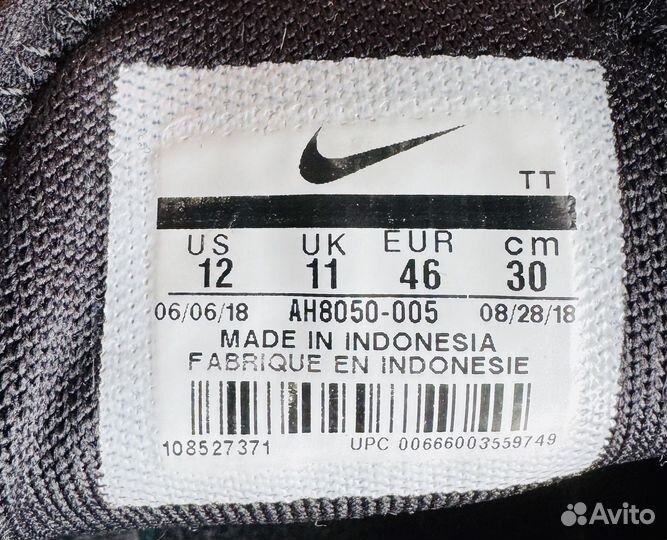 TT
US UK EUR cm
12 11 46 30
06/06/18 AH8050-005 08/28/18
MADE IN INDONESIA
FABRIQUE EN INDONESIE
108527371 UPC 00666003559749
Avito